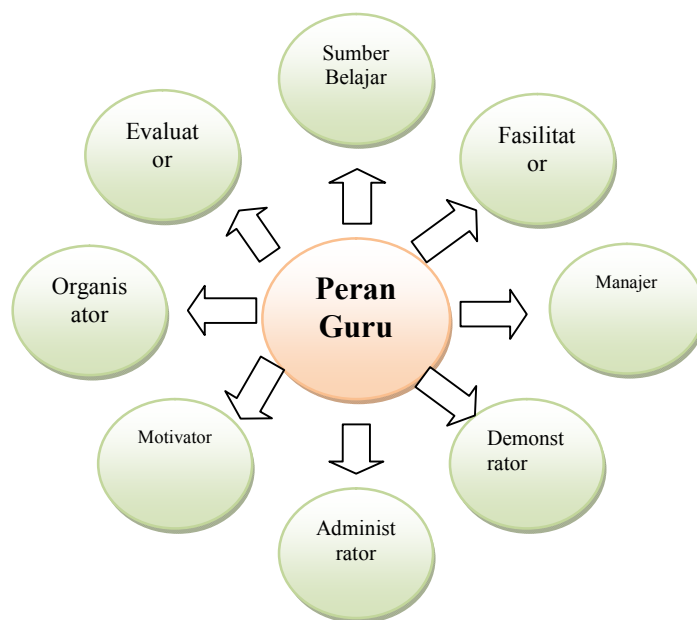 Sumber
Belajar
Evaluat
or
Fasilitat
or
Organis
ator
Peran
Guru
Manajer
Motivator
Demonst
rator
Administ
rator